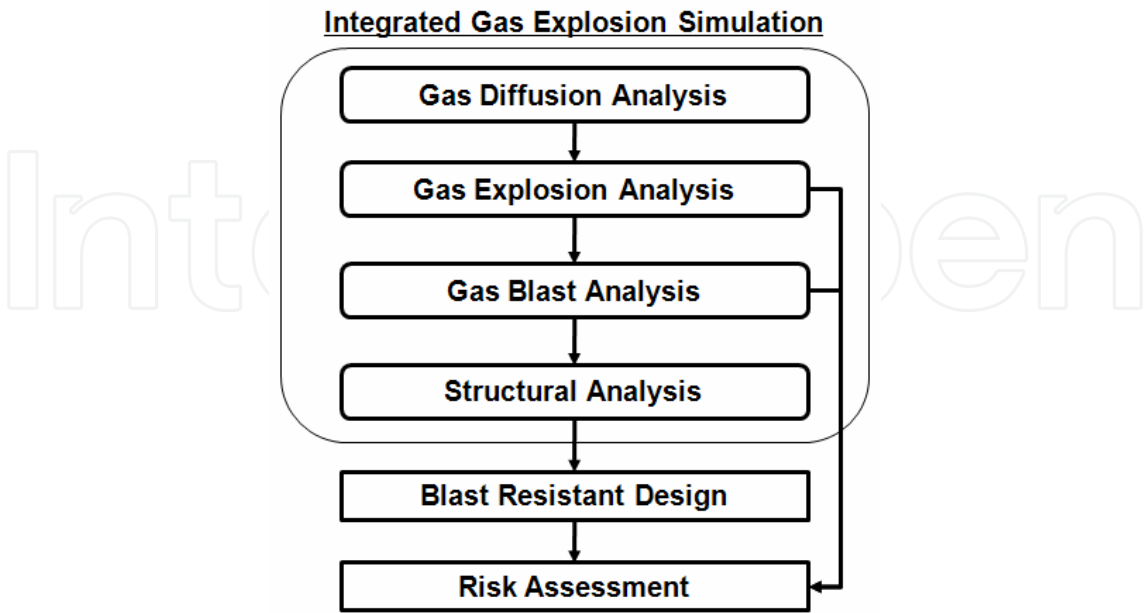 Integrated Gas Explosion Simulation
Gas Diffusion Analysis
Gas Explosion Analysis
Gas Blast Analysis
Structural Analysis
Blast Resistant Design
Risk Assessment